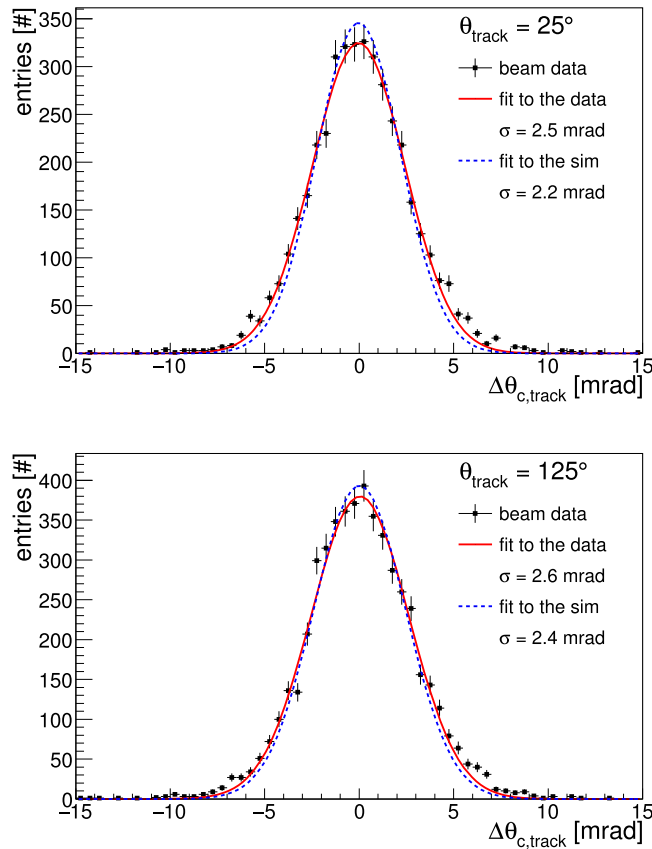 entries [#]
350
300
250
200
150
100
50
0
θtrack = 25°
beam data
fit to the data
σ = 2.5 mrad
fit to the sim
σ = 2.2 mrad
−15 −10 −5 0 5 10 15
Δθc,track [mrad]
entries [#]
400
350
300
250
200
150
100
50
0
θtrack = 125°
beam data
fit to the data
σ = 2.6 mrad
fit to the sim
σ = 2.4 mrad
−15 −10 −5 0 5 10 15
Δθc,track [mrad]